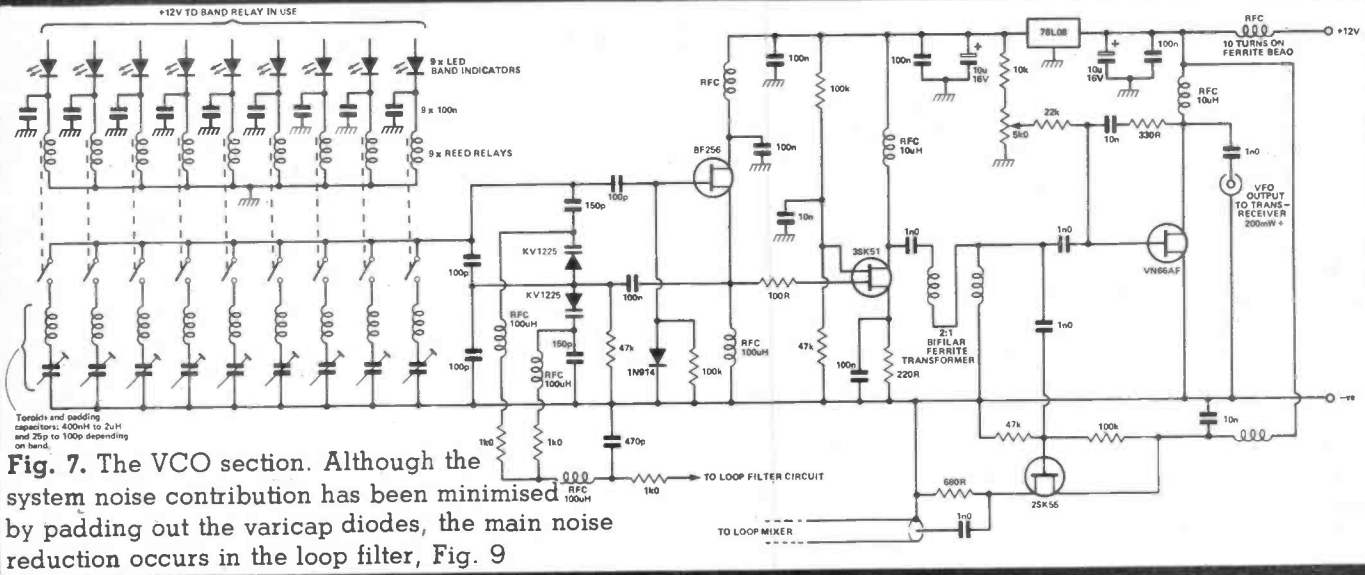 +12V TO BAND RELAY IN USE
9 x LED
BAND INDICATORS
9 x 100n
9 x REED RELAYS
Toroids and padding
capacitors: 400nH to 2uH
and 25p to 100p depending
on band.
100p
100p
150p
KV1225
KV1225
150p
RFC
100uH
RFC
100uH
1k0
1k0
RFC
100uH
47k
470p
1k0
TO LOOP FILTER CIRCUIT
100p
100n
1N914
100k
BF256
RFC
100n
100n
RFC
100uH
100R
100k
10n
47k
3SK51
100n
220R
RFC
10uH
1n0
2:1
BIFILAR
FERRITE
TRANSFORMER
100n
10u
16V
78L08
10u
16V
100n
RFC
10 TURNS ON
FERRITE BEAD
+12V
10k
5k0
22k
10n
330R
RFC
10uH
1n0
VFO
OUTPUT
TO TRANS-
RECEIVER
200mW +
1n0
VN66AF
1n0
47k
100k
10n
-ve
2SK55
680R
1n0
TO LOOP MIXER
Fig. 7. The VCO section. Although the
system noise contribution has been minimised
by padding out the varicap diodes, the main noise
reduction occurs in the loop filter, Fig. 9